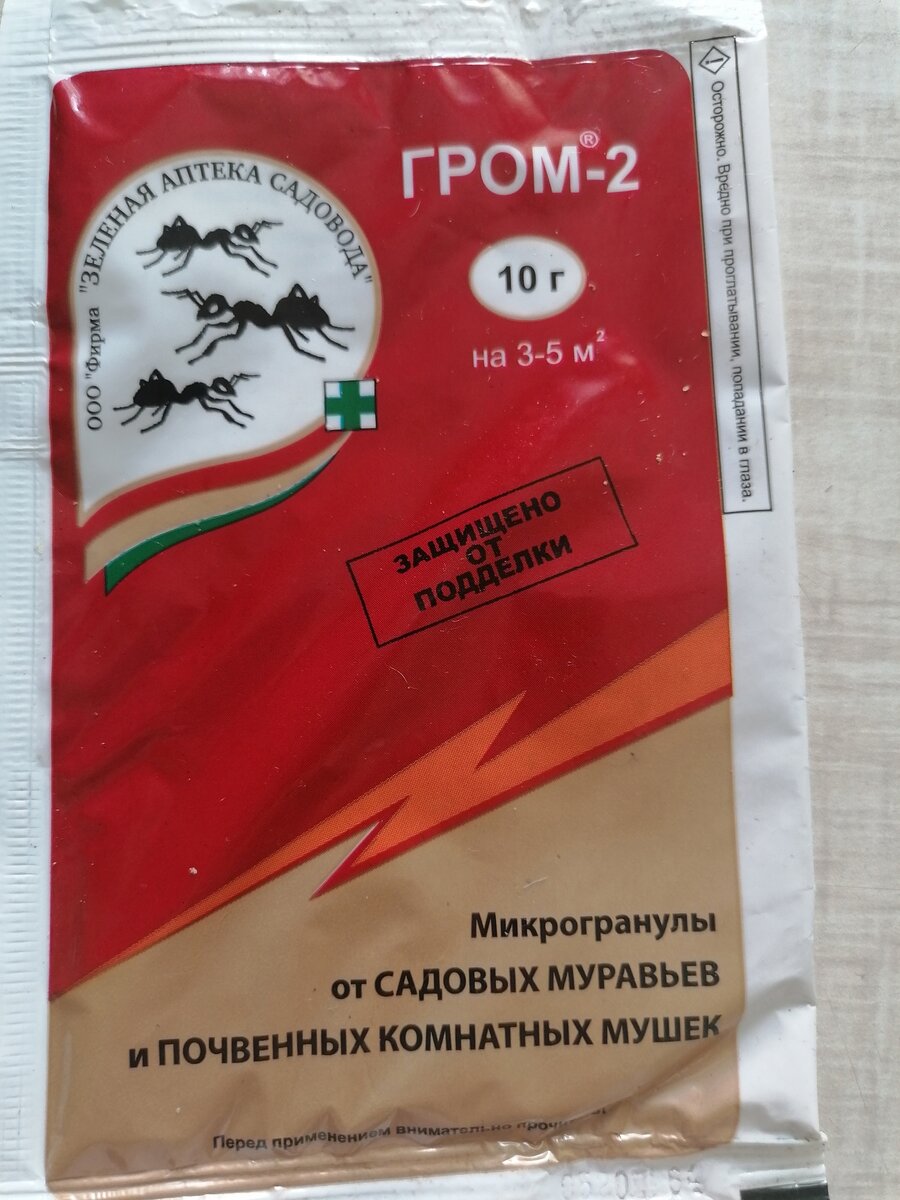 ООО "Фирма "ЗЕЛЕНАЯ АПТЕКА САДОВОДА"
ГРОМ®-2
10 г
на 3-5 м²
Осторожно. Вредно при проглатывании, попадании в глаза.
ЗАЩИЩЕНО
ОТ
ПОДДЕЛКИ
Микрогранулы
от САДОВЫХ МУРАВЬЕВ
и ПОЧВЕННЫХ КОМНАТНЫХ МУШЕК
Перед применением внимательно